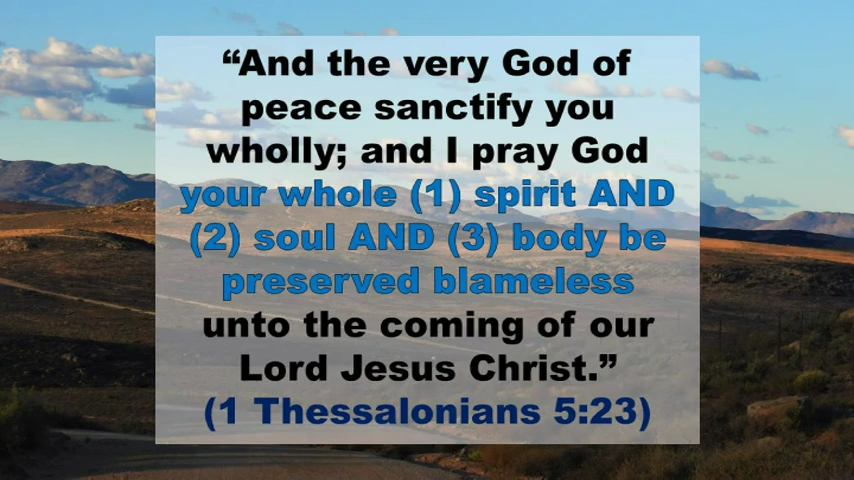 “And the very God of
peace sanctify you
wholly; and I pray God
your whole (1) spirit AND
(2) soul AND (3) body be
preserved blameless
unto the coming of our
Lord Jesus Christ.”
(1 Thessalonians 5:23)